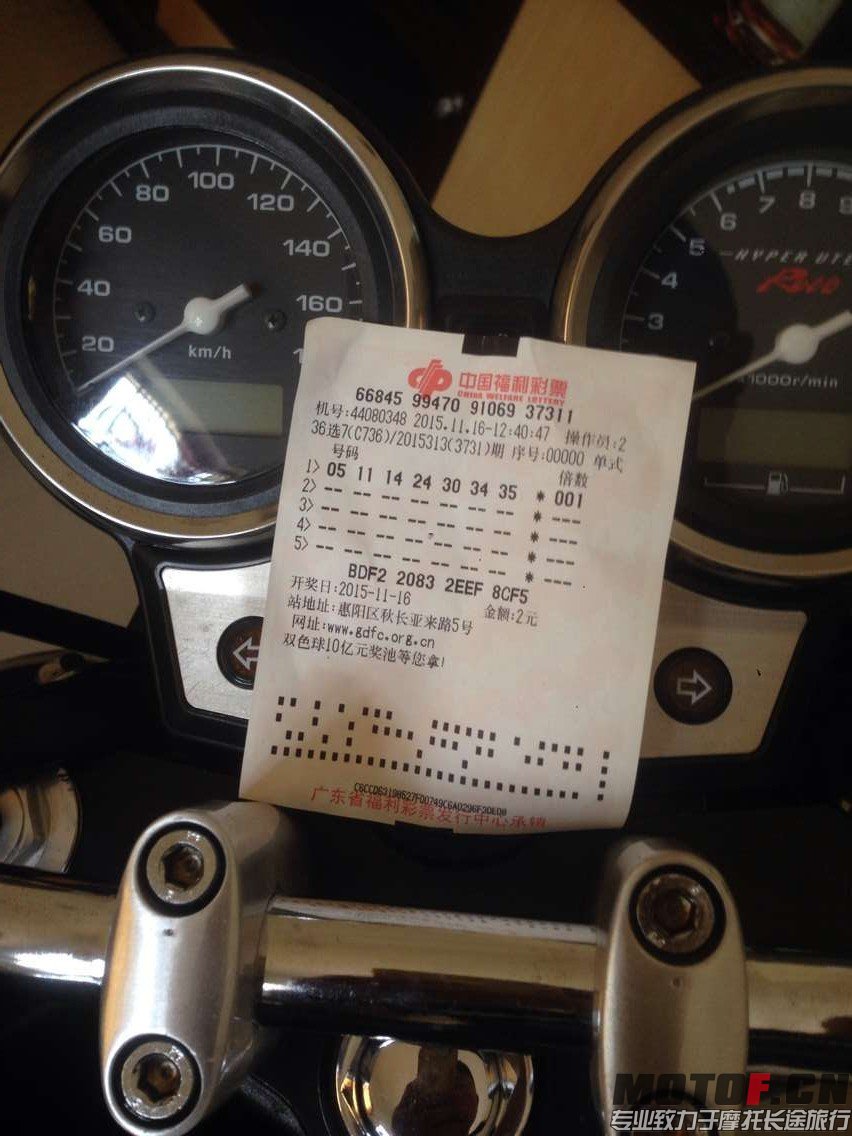 20 40 60 80 100 120 140 160
km/h
3 4 5 6 7 8 9
HYPER
x1000r/min
中国福利彩票
CHINA WELFARE LOTTERY
66845 99470 91069 37311
机号:44080348 2015.11.16-12:40:47 操作员:2
36选7(C736)/2015313(3731)期 序号:00000 单式
号码 倍数
1> 05 11 14 24 30 34 35 * 001
2> -- -- -- -- -- -- -- * ---
3> -- -- -- -- -- -- -- * ---
4> -- -- -- -- -- -- -- * ---
5> -- -- -- -- -- -- -- * ---
BDF2 2083 2EEF 8CF5
开奖日:2015-11-16 金额:2元
站地址:惠阳区秋长亚来路5号
网址:www.gdfc.org.cn
双色球10亿元奖池等您拿!
广东省福利彩票发行中心承销
MOTOF.CN
专业致力于摩托长途旅行